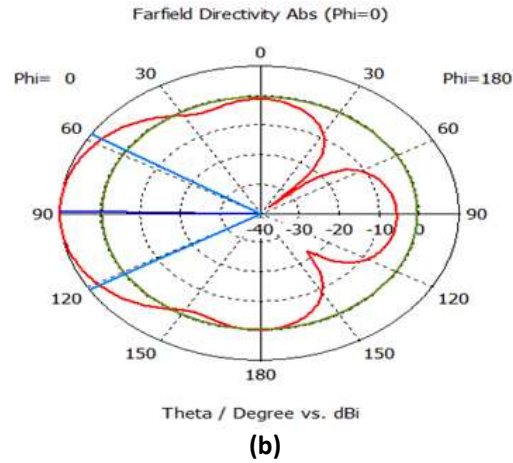 Farfield Directivity Abs (Phi=0)
0
30 30
Phi= 0 Phi=180
60 60
90 -40 -30 -20 -10 0 90
120 120
150 150
180
Theta / Degree vs. dBi
(b)